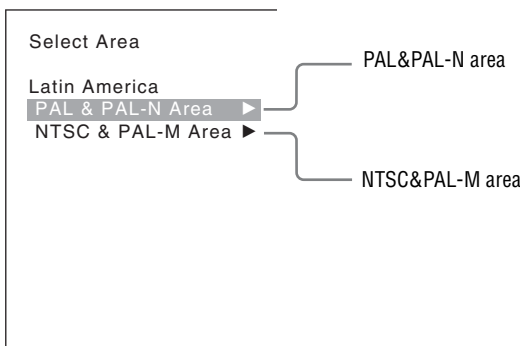 Select Area
Latin America
PAL & PAL-N Area ►
NTSC & PAL-M Area ►
PAL&PAL-N area
NTSC&PAL-M area